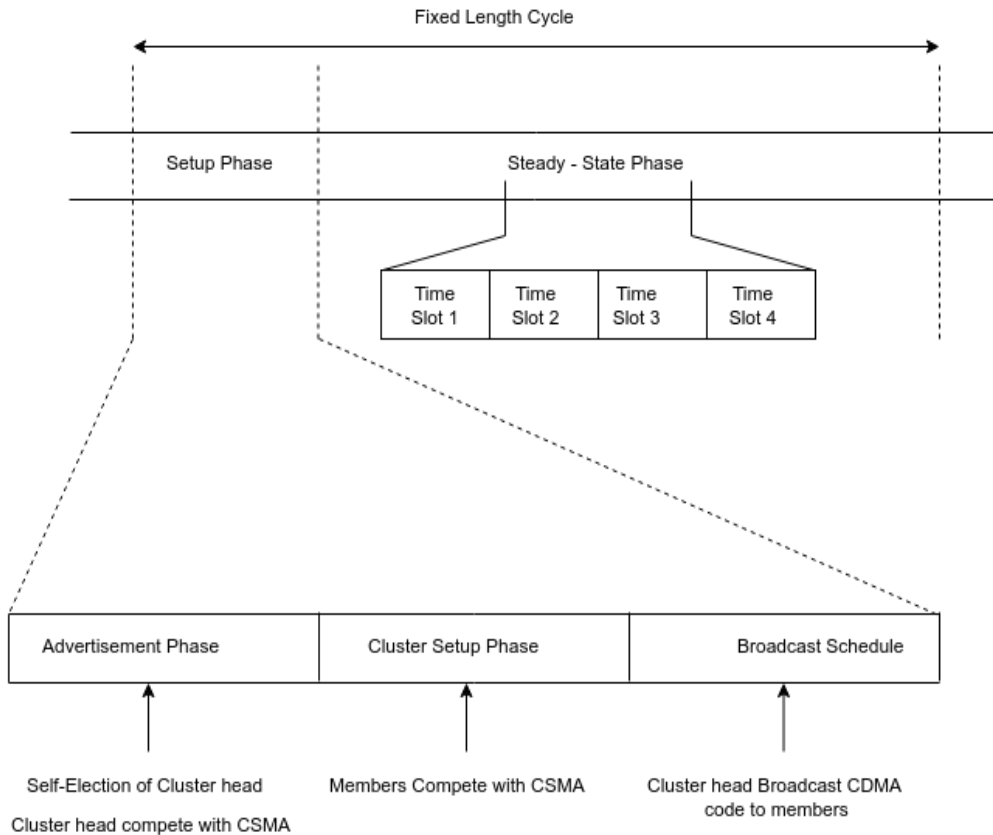 Fixed Length Cycle
Setup Phase
Steady - State Phase
Time
Slot 1
Time
Slot 2
Time
Slot 3
Time
Slot 4
Advertisement Phase
Cluster Setup Phase
Broadcast Schedule
Self-Election of Cluster head
Cluster head compete with CSMA
Members Compete with CSMA
Cluster head Broadcast CDMA
code to members